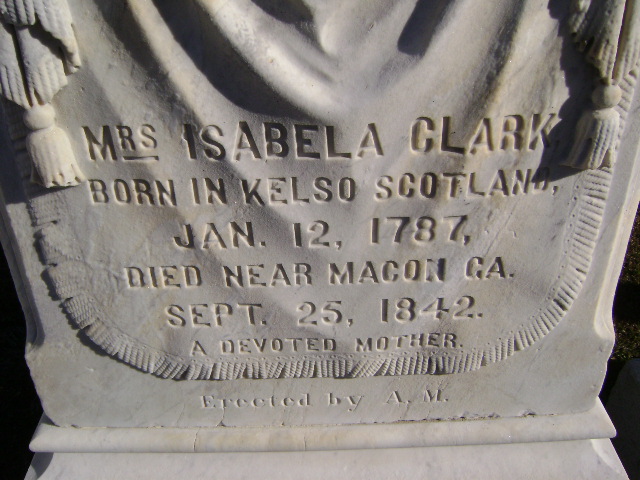 MRS ISABELLA CLARK
BORN IN KELSO SCOTLAND,
JAN. 12, 1787,
DIED NEAR MACON GA.
SEPT. 25, 1842.
A DEVOTED MOTHER.
Erected by A. M.